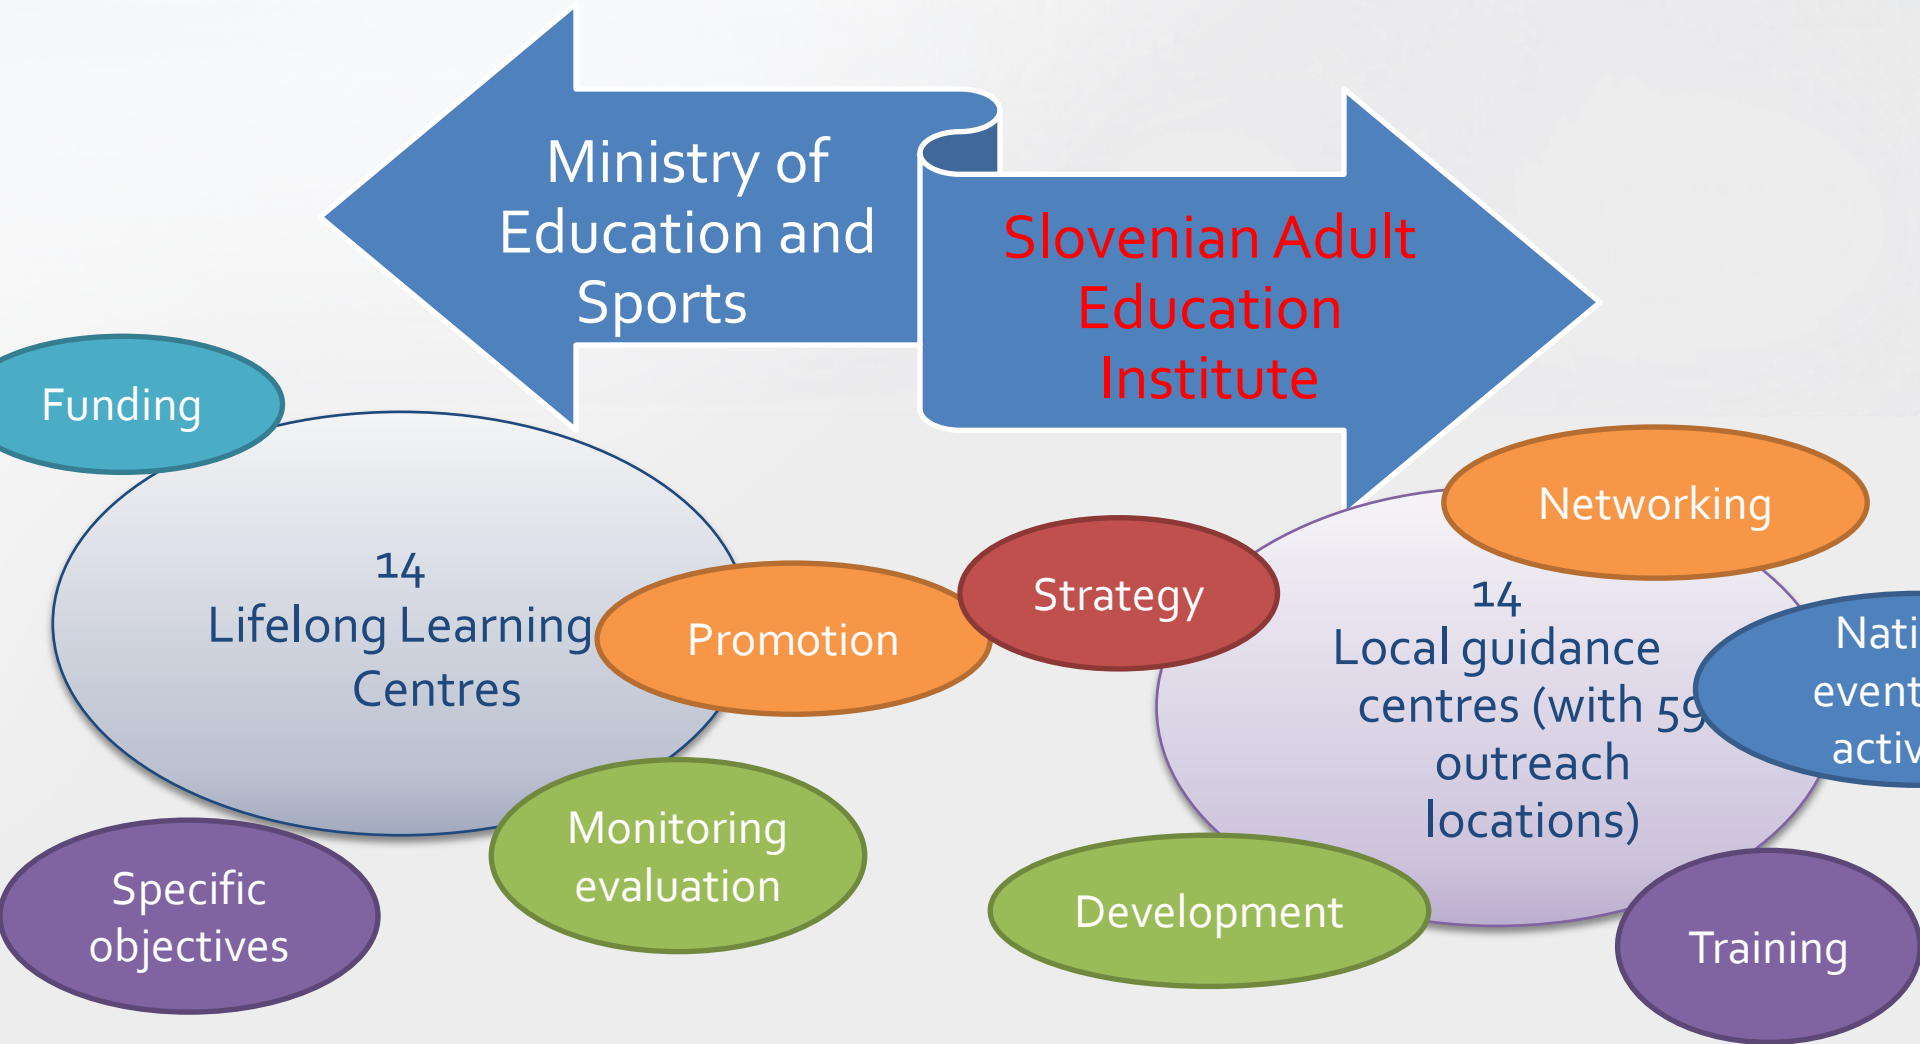 Ministry of
Education and
Sports
Slovenian Adult
Education
Institute
Funding
14
Lifelong Learning
Centres
Promotion
Strategy
Networking
14
Local guidance
centres (with 59
outreach
locations)
Monitoring
evaluation
Specific
objectives
Development
Training